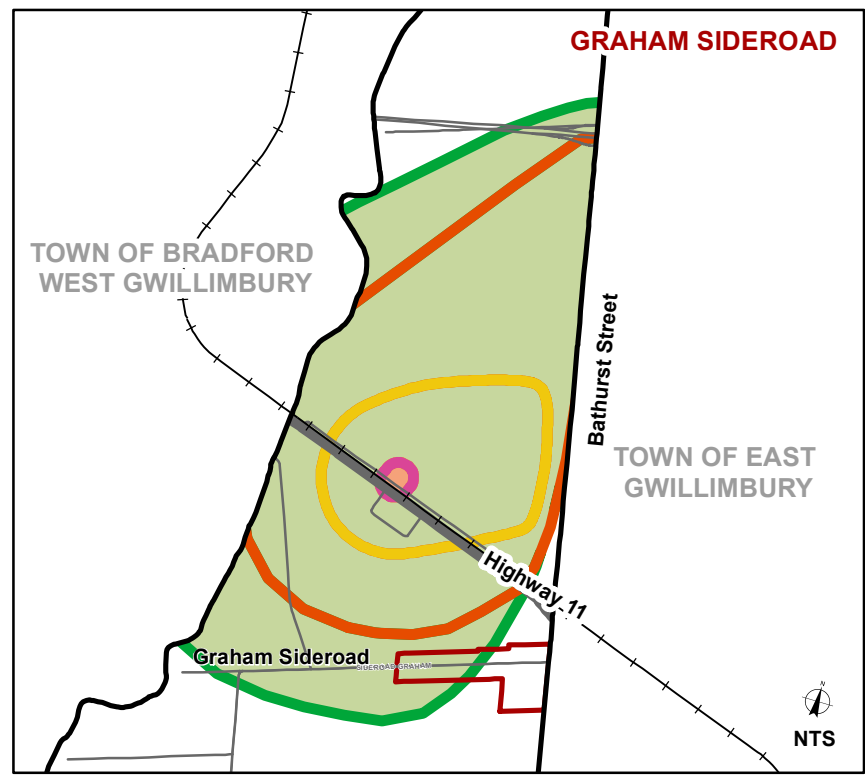 GRAHAM SIDEROAD
TOWN OF BRADFORD
WEST GWILLIMBURY
Bathurst Street
TOWN OF EAST
GWILLIMBURY
Highway 11
Graham Sideroad
SIDEROAD GRAHAM
N
NTS